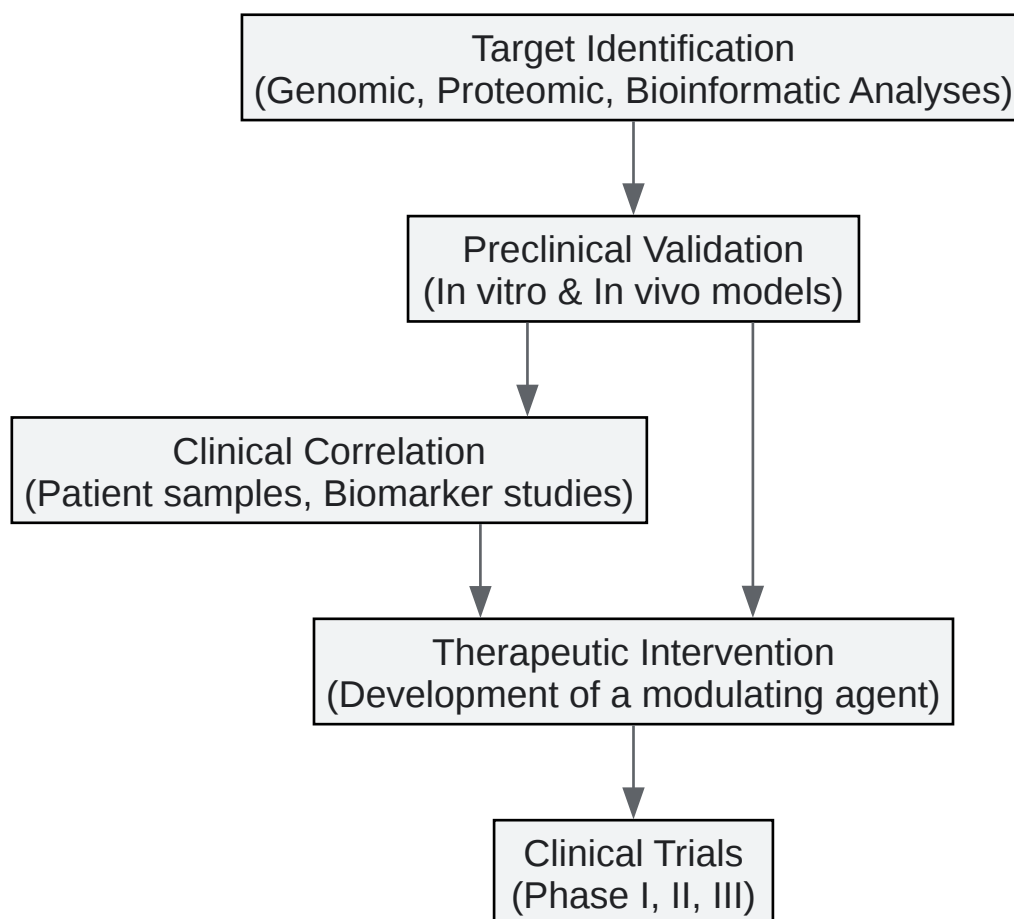 Target Identification
(Genomic, Proteomic, Bioinformatic Analyses)
Preclinical Validation
(In vitro & In vivo models)
Clinical Correlation
(Patient samples, Biomarker studies)
Therapeutic Intervention
(Development of a modulating agent)
Clinical Trials
(Phase I, II, III)